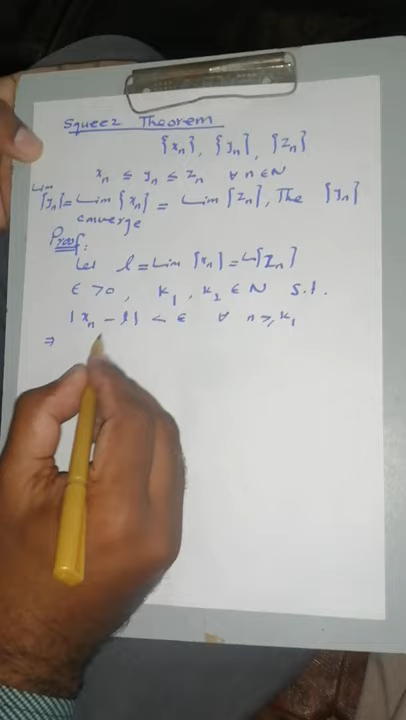 Squeez Theorem
{xn}, {yn}, {zn}
xn ≤ yn ≤ zn ∀ n ∈ N
Lim
{yn} = Lim {xn} = Lim {zn}, The {yn}
converge
Proof:
Let l = Lim {xn} = L{zn}
ϵ > 0, k1, k2 ∈ N s.t.
|xn - l| < ϵ ∀ n ≥ k1
⇒